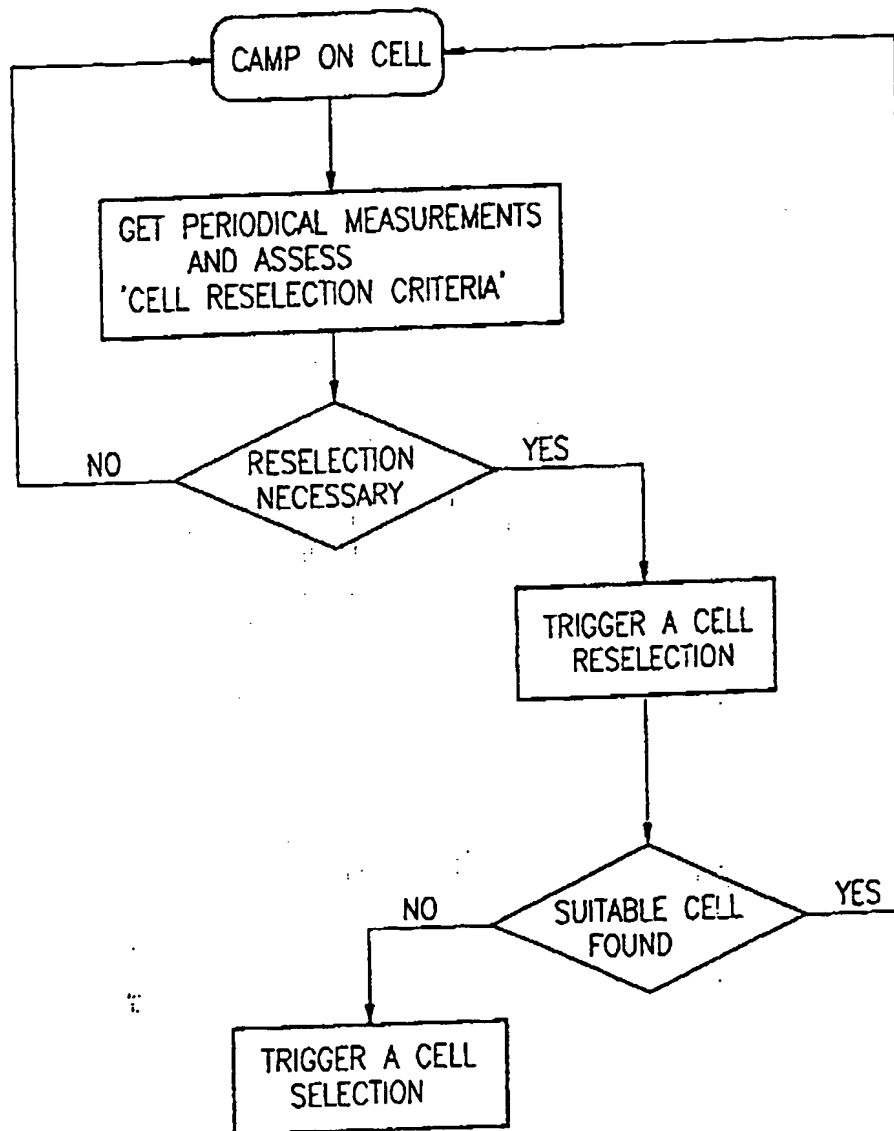 CAMP ON CELL
GET PERIODICAL MEASUREMENTS
AND ASSESS
'CELL RESELECTION CRITERIA'
NO
RESELECTION
NECESSARY
YES
TRIGGER A CELL
RESELECTION
NO
SUITABLE CELL
FOUND
YES
TRIGGER A CELL
SELECTION